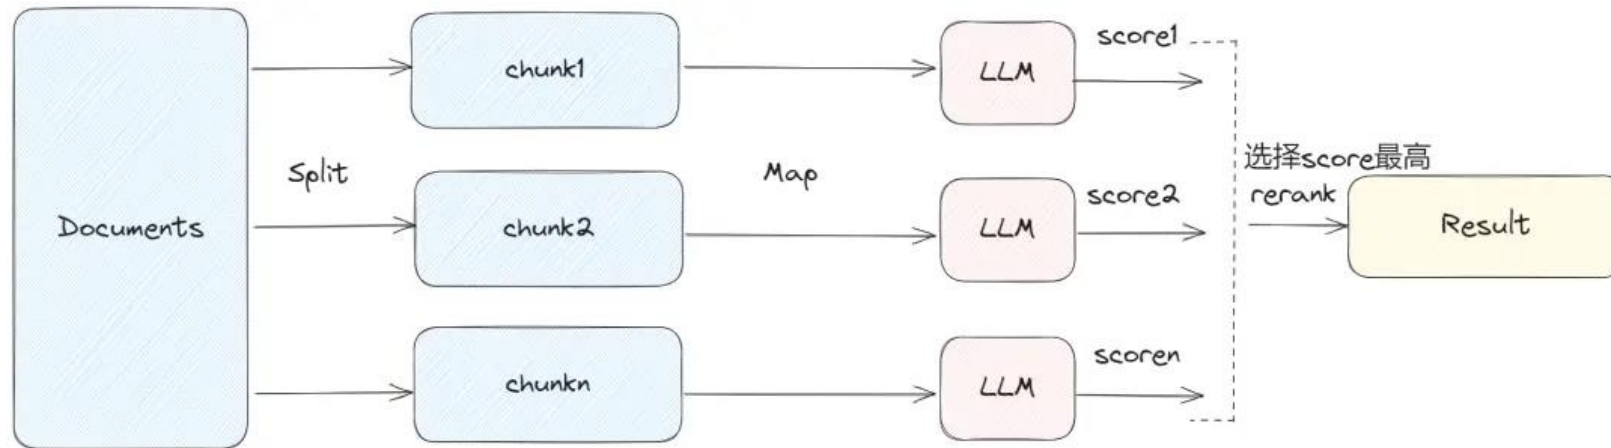 Documents
Split
chunk1
chunk2
chunkn
Map
LLM
LLM
LLM
score1
score2
scoren
选择score最高
rerank
Result